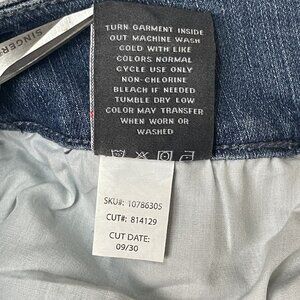 SINGER
TURN GARMENT INSIDE
OUT MACHINE WASH
COLD WITH LIKE
COLORS NORMAL
CYCLE USE ONLY
NON-CHLORINE
BLEACH IF NEEDED
TUMBLE DRY LOW
COLOR MAY TRANSFER
WHEN WORN OR
WASHED
SKU#: 10786305
CUT#: 814129
CUT DATE:
09/30